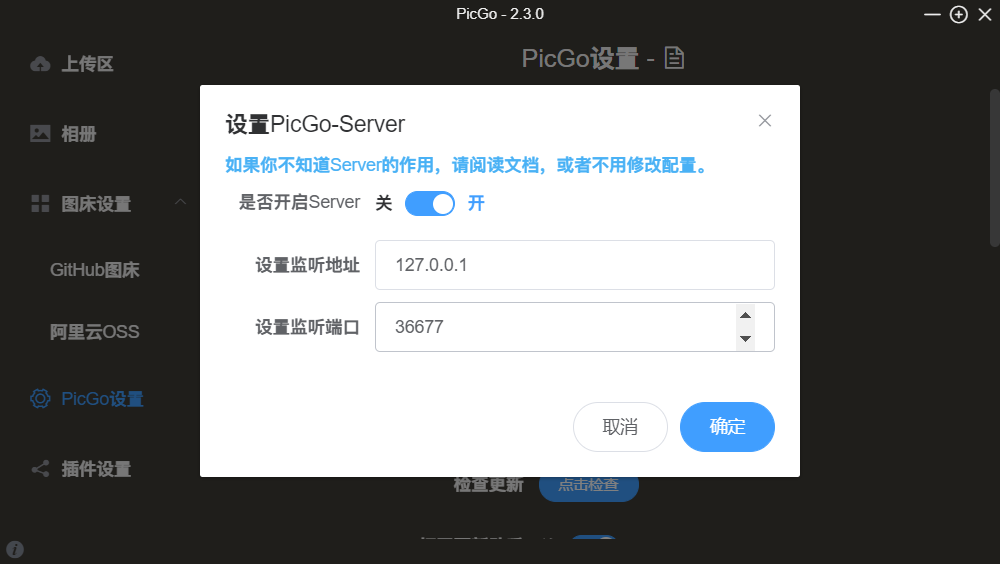 PicGo - 2.3.0
上传区
PicGo设置 -
相册
图床设置
GitHub图床
阿里云OSS
PicGo设置
插件设置
设置PicGo-Server
如果你不知道Server的作用，请阅读文档，或者不用修改配置。
是否开启Server 关 开
设置监听地址 127.0.0.1
设置监听端口 36677
取消 确定
检查更新 点击检查